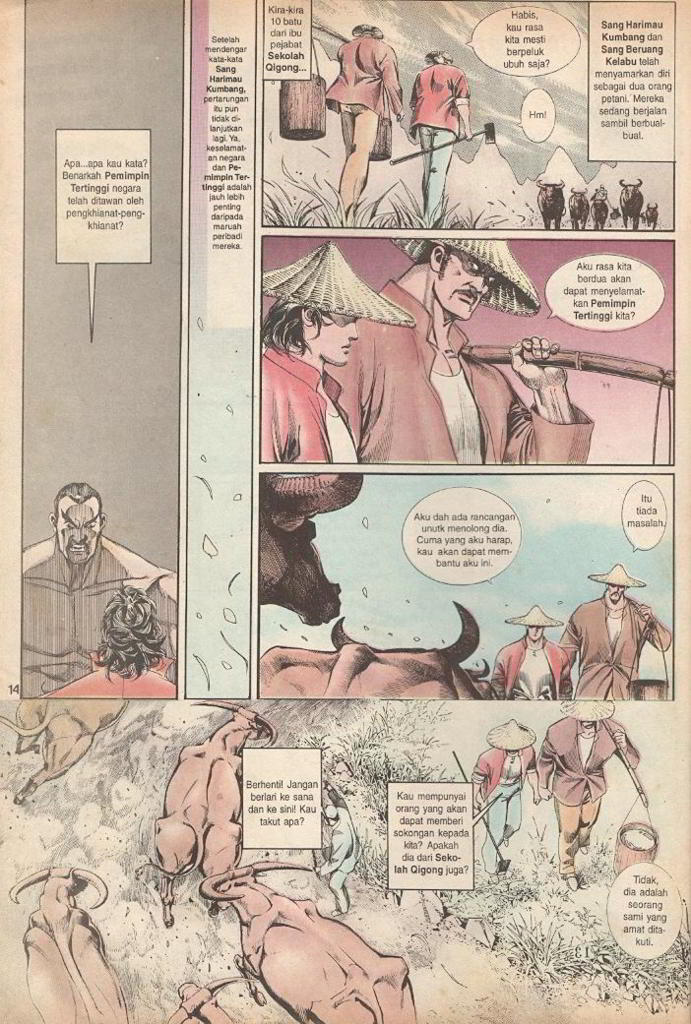 Apa...apa kau kata?
Benarkah Pemimpin
Tertinggi negara
telah ditawan oleh
pengkhianat-peng-
khianat?
Setelah
mendengar
kata-kata
Sang
Harimau
Kumbang,
pertarungan
itu pun
tidak di-
lanjutkan
lagi. Ya,
keselamat-
an negara
dan Pe-
mimpin Ter-
tinggi adalah
jauh lebih
penting
daripada
maruah
peribadi
mereka.
Kira-kira
10 batu
dari ibu
pejabat
Sekolah
Qigong...
Habis,
kau rasa
kita mesti
berpeluk
ubuh saja?
Hm!
Sang Harimau
Kumbang dan
Sang Beruang
Kelabu telah
menyamarkan diri
sebagai dua orang
petani. Mereka
sedang berjalan
sambil berbual-
bual.
Aku rasa kita
berdua akan
dapat menyelamat-
kan Pemimpin
Tertinggi kita?
Aku dah ada rancangan
unutk menolong dia.
Cuma yang aku harap,
kau akan dapat mem-
bantu aku ini.
Itu
tiada
masalah.
14
Berhenti! Jangan
berlari ke sana
dan ke sini! Kau
takut apa?
Kau mempunyai
orang yang akan
dapat memberi
sokongan kepada
kita? Apakah
dia dari Seko-
lah Qigong juga?
Tidak,
dia adalah
seorang
sami yang
amat dita-
kuti.
13